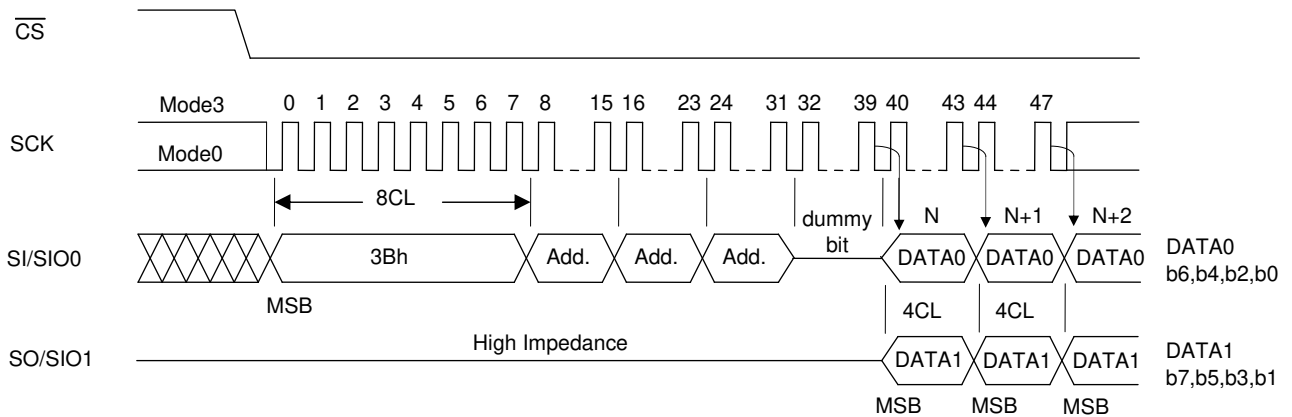 CS
Mode3 0 1 2 3 4 5 6 7 8 15 16 23 24 31 32 39 40 43 44 47
SCK
Mode0
8CL
dummy
bit
N N+1 N+2
SI/SIO0 3Bh Add. Add. Add. DATA0 DATA0 DATA0
DATA0
b6,b4,b2,b0
MSB
4CL 4CL
High Impedance
SO/SIO1 DATA1 DATA1 DATA1
DATA1
b7,b5,b3,b1
MSB MSB MSB